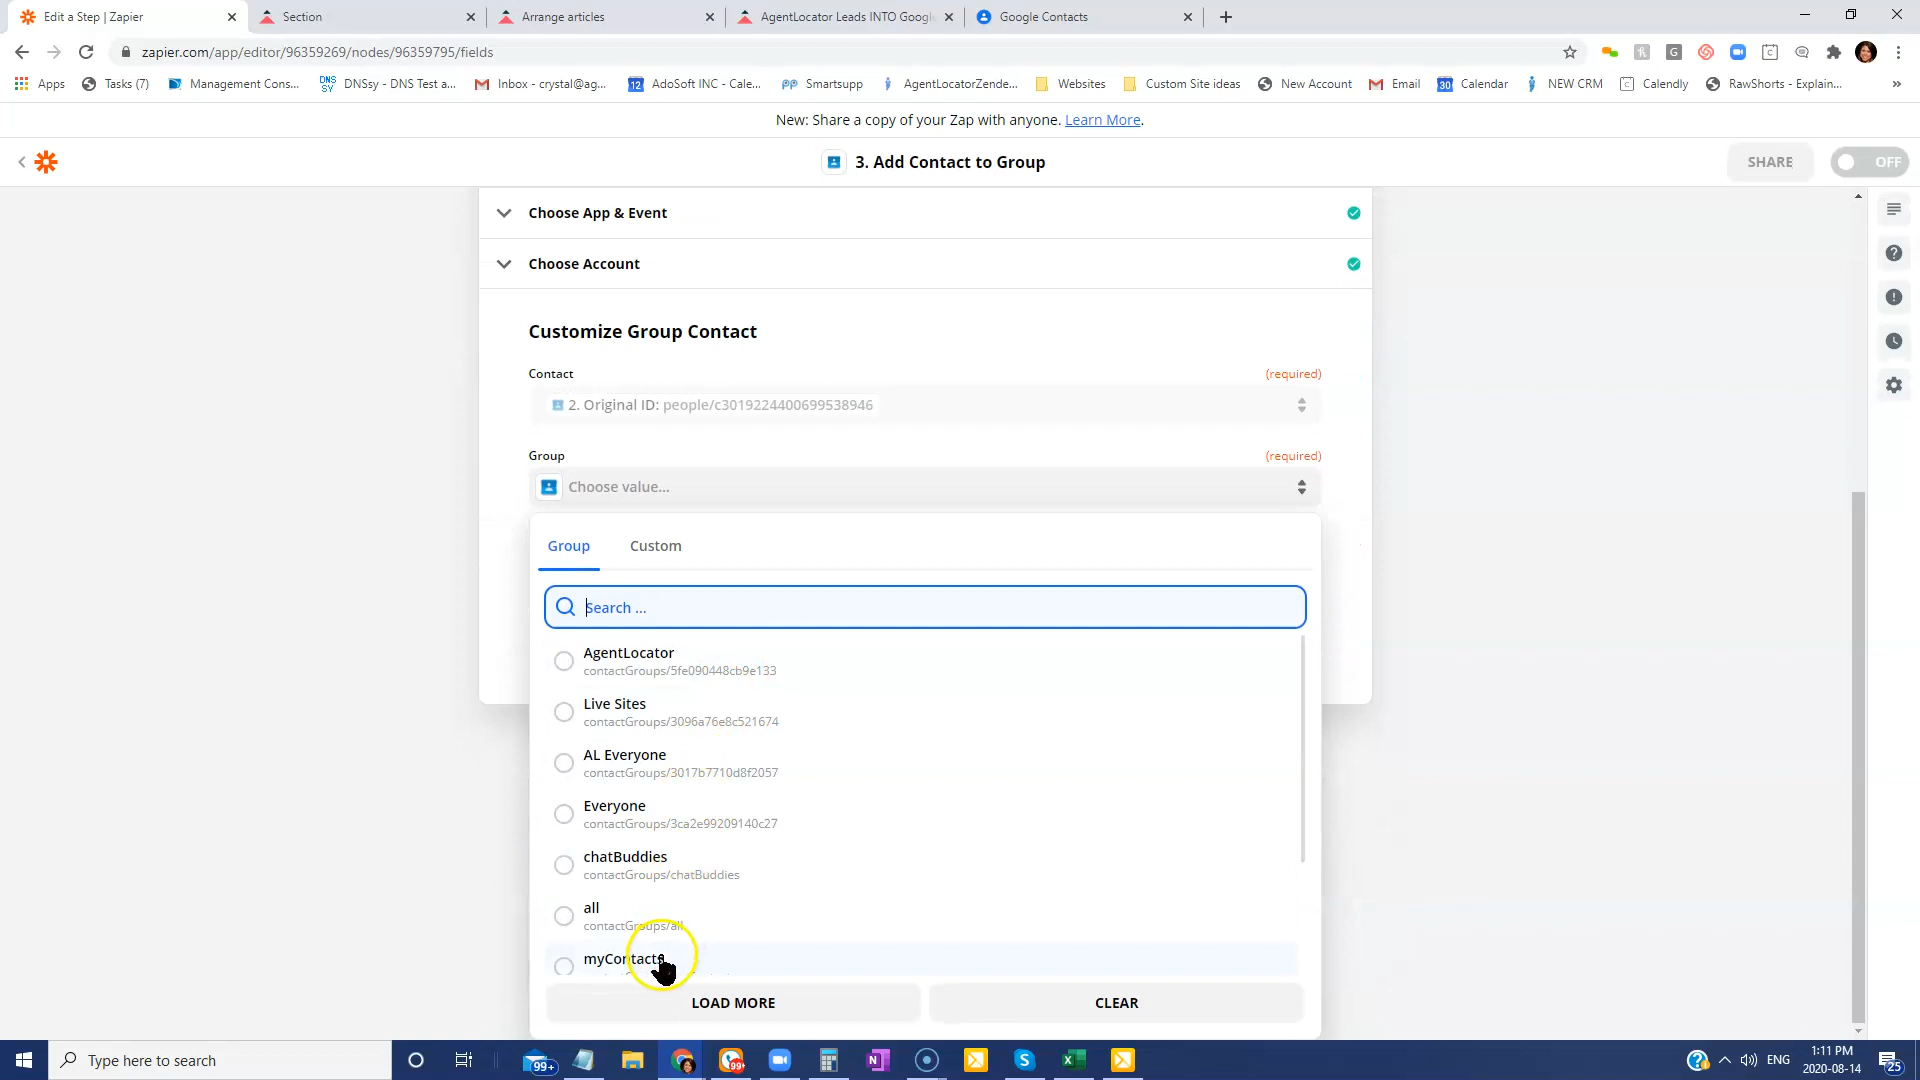 Edit a Step | Zapier
Section
Arrange articles
AgentLocator Leads INTO Google
Google Contacts
zapier.com/app/editor/96359269/nodes/96359795/fields
Apps
Tasks (7)
Management Cons...
DNSsy - DNS Test a...
Inbox - crystal@ag...
AdoSoft INC - Cale...
Smartsupp
AgentLocatorZende...
Websites
Custom Site ideas
New Account
Email
Calendar
NEW CRM
Calendly
RawShorts - Explain...
New: Share a copy of your Zap with anyone. Learn More.
3. Add Contact to Group
SHARE
OFF
Choose App & Event
Choose Account
Customize Group Contact
Contact (required)
2. Original ID: people/c3019224400699538946
Group (required)
Choose value...
Group Custom
Search ...
AgentLocator
contactGroups/5fe090448cb9e133
Live Sites
contactGroups/3096a76e8c521674
AL Everyone
contactGroups/3017b7710d8f2057
Everyone
contactGroups/3ca2e99209140c27
chatBuddies
contactGroups/chatBuddies
all
contactGroups/all
myContacts
LOAD MORE CLEAR
Type here to search
99+
99+
ENG
1:11 PM
2020-08-14
25